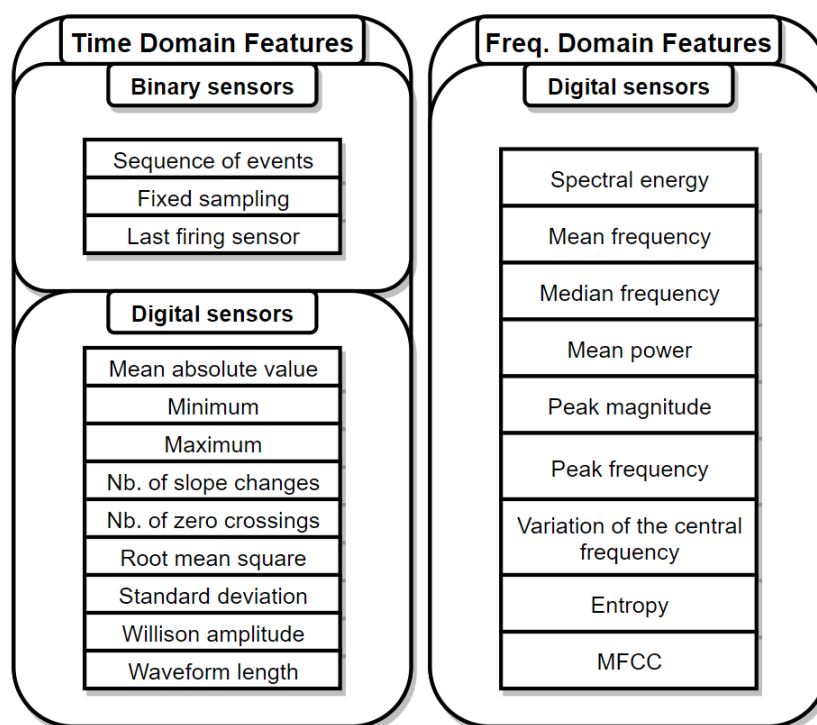 Time Domain Features
Binary sensors
Sequence of events
Fixed sampling
Last firing sensor
Digital sensors
Mean absolute value
Minimum
Maximum
Nb. of slope changes
Nb. of zero crossings
Root mean square
Standard deviation
Willison amplitude
Waveform length
Freq. Domain Features
Digital sensors
Spectral energy
Mean frequency
Median frequency
Mean power
Peak magnitude
Peak frequency
Variation of the central
frequency
Entropy
MFCC